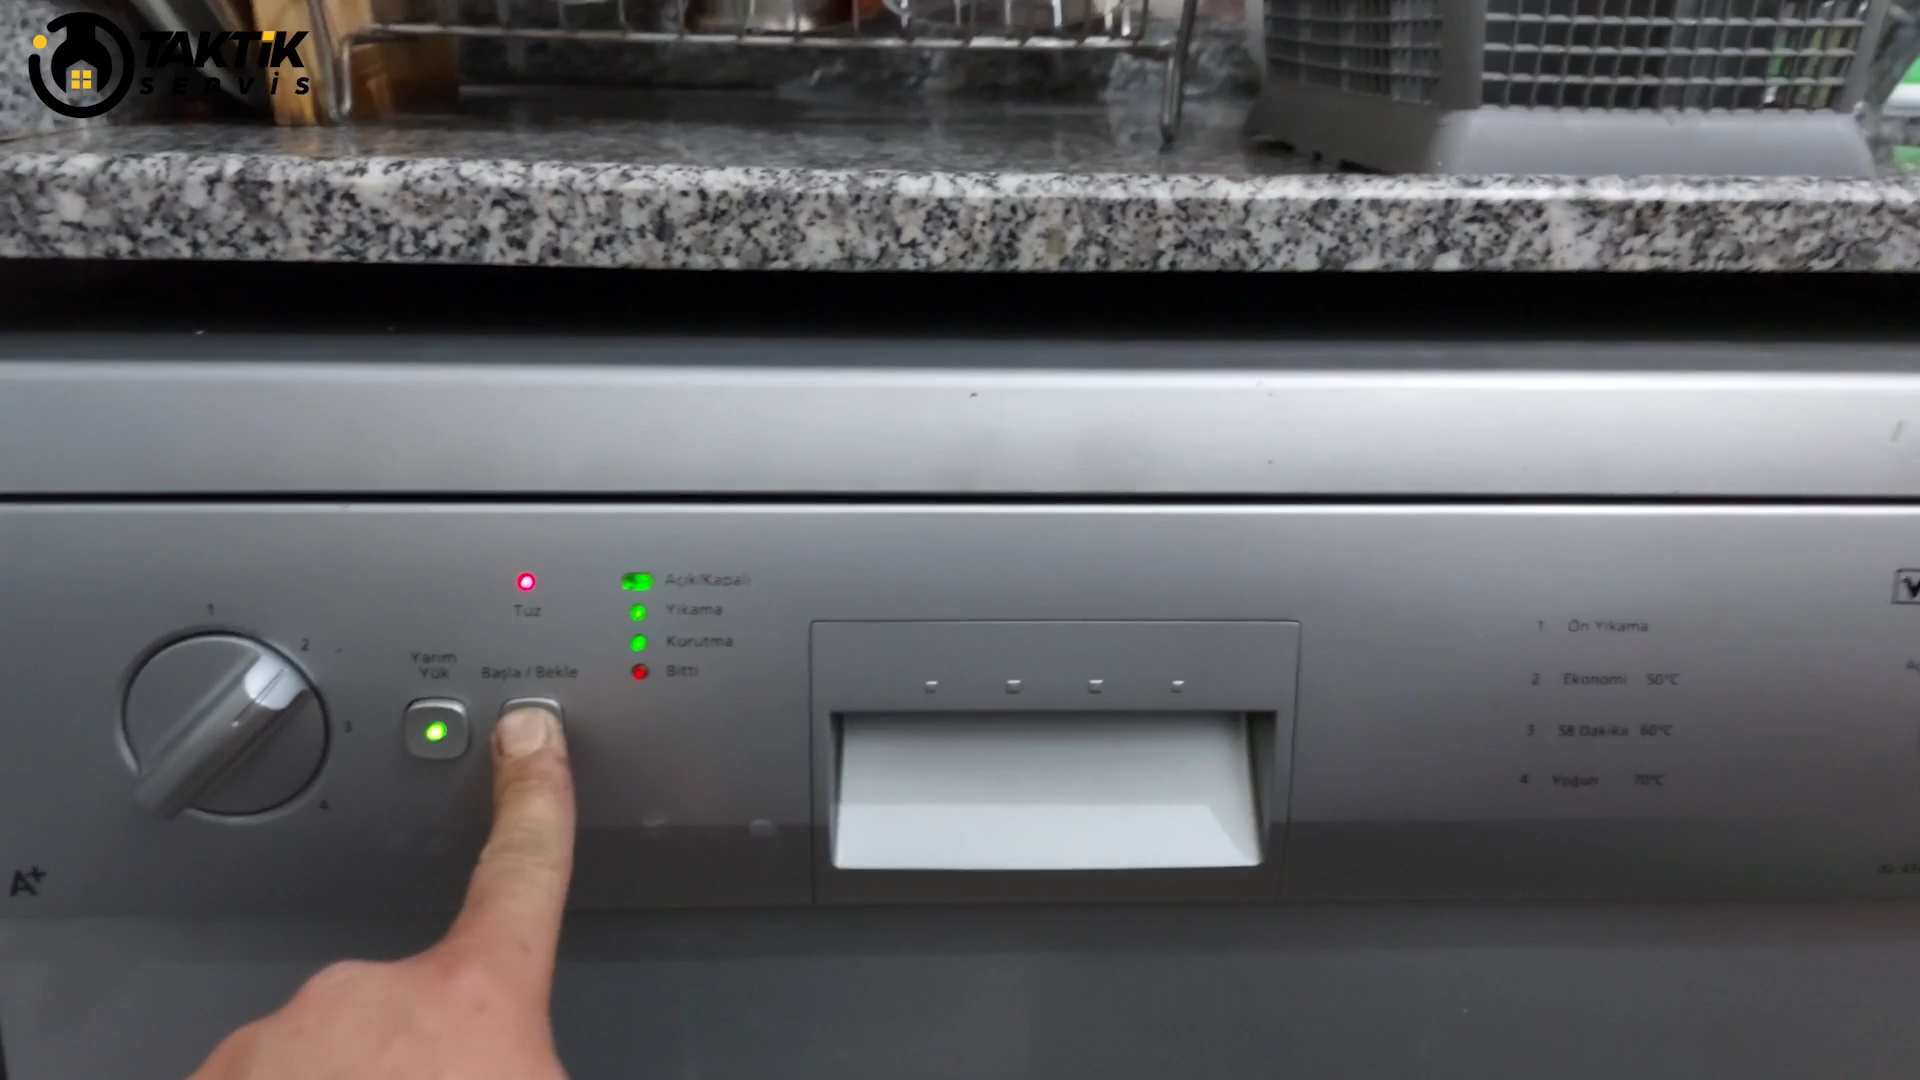 TAKTİK
servis
Tuz
Açık/Kapalı
Yıkama
Kurutma
Bitti
1
2
3
4
Yarım
Yük
Başla / Bekle
1 Ön Yıkama
2 Ekonomi 50°C
3 58 Dakika 60°C
4 Yoğun 70°C
A+